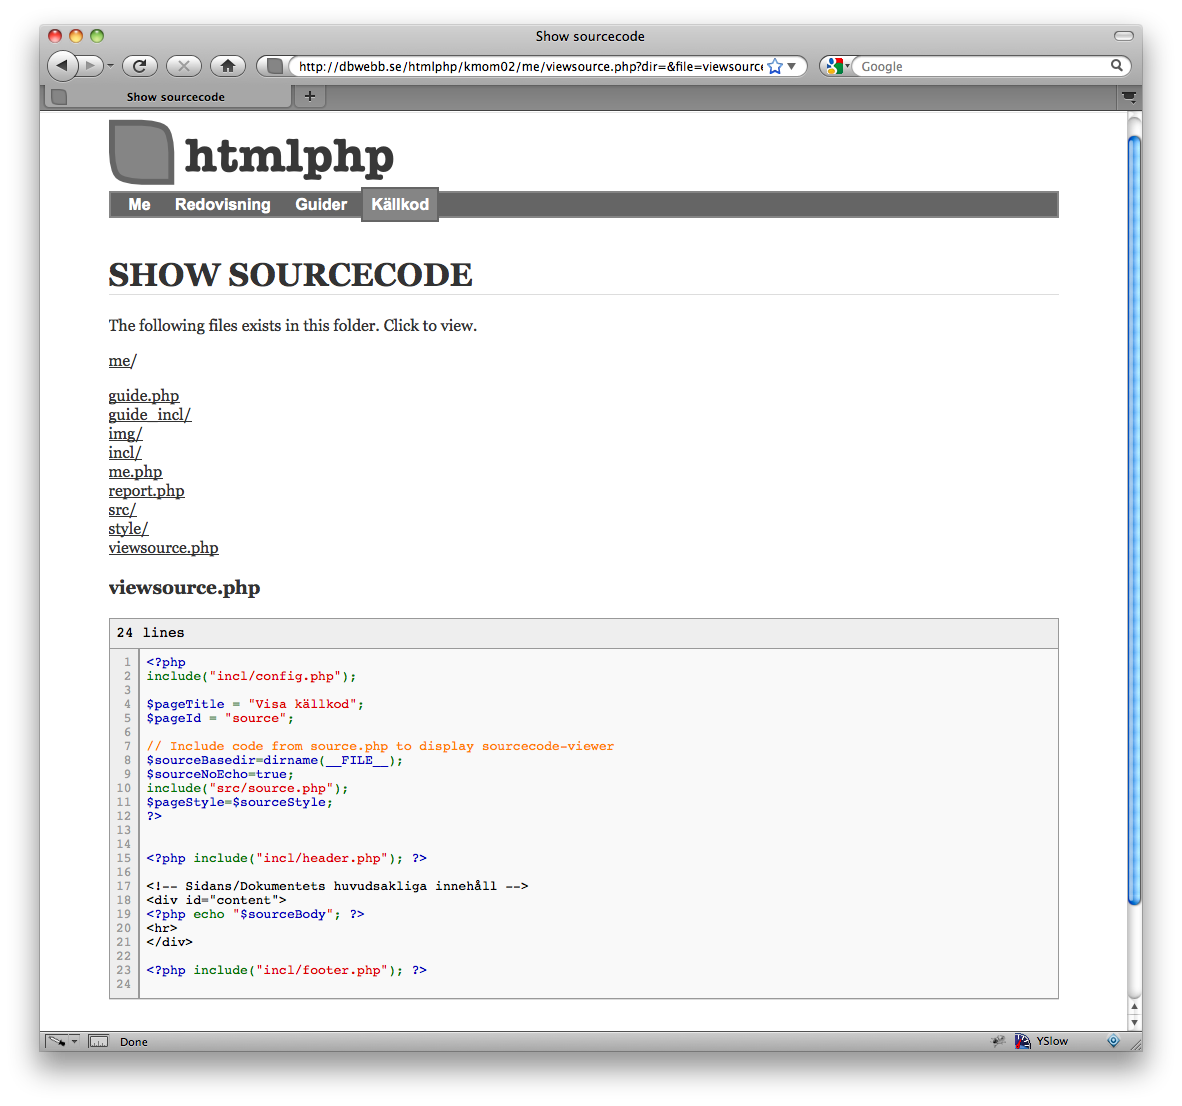 Show sourcecode
http://dbwebb.se/htmlphp/kmom02/me/viewsource.php?dir=&file=viewsource
Google
Show sourcecode
htmlphp
Me Redovisning Guider Källkod
SHOW SOURCECODE
The following files exists in this folder. Click to view.
me/
guide.php
guide_incl/
img/
incl/
me.php
report.php
src/
style/
viewsource.php
viewsource.php
24 lines
1 <?php
2 include("incl/config.php");
3
4 $pageTitle = "Visa källkod";
5 $pageId = "source";
6
7 // Include code from source.php to display sourcecode-viewer
8 $sourceBasedir=dirname(__FILE__);
9 $sourceNoEcho=true;
10 include("src/source.php");
11 $pageStyle=$sourceStyle;
12 ?>
13
14
15 <?php include("incl/header.php"); ?>
16
17 <!-- Sidans/Dokumentets huvudsakliga innehåll -->
18 <div id="content">
19 <?php echo "$sourceBody"; ?>
20 <hr>
21 </div>
22
23 <?php include("incl/footer.php"); ?>
24
Done
YSlow